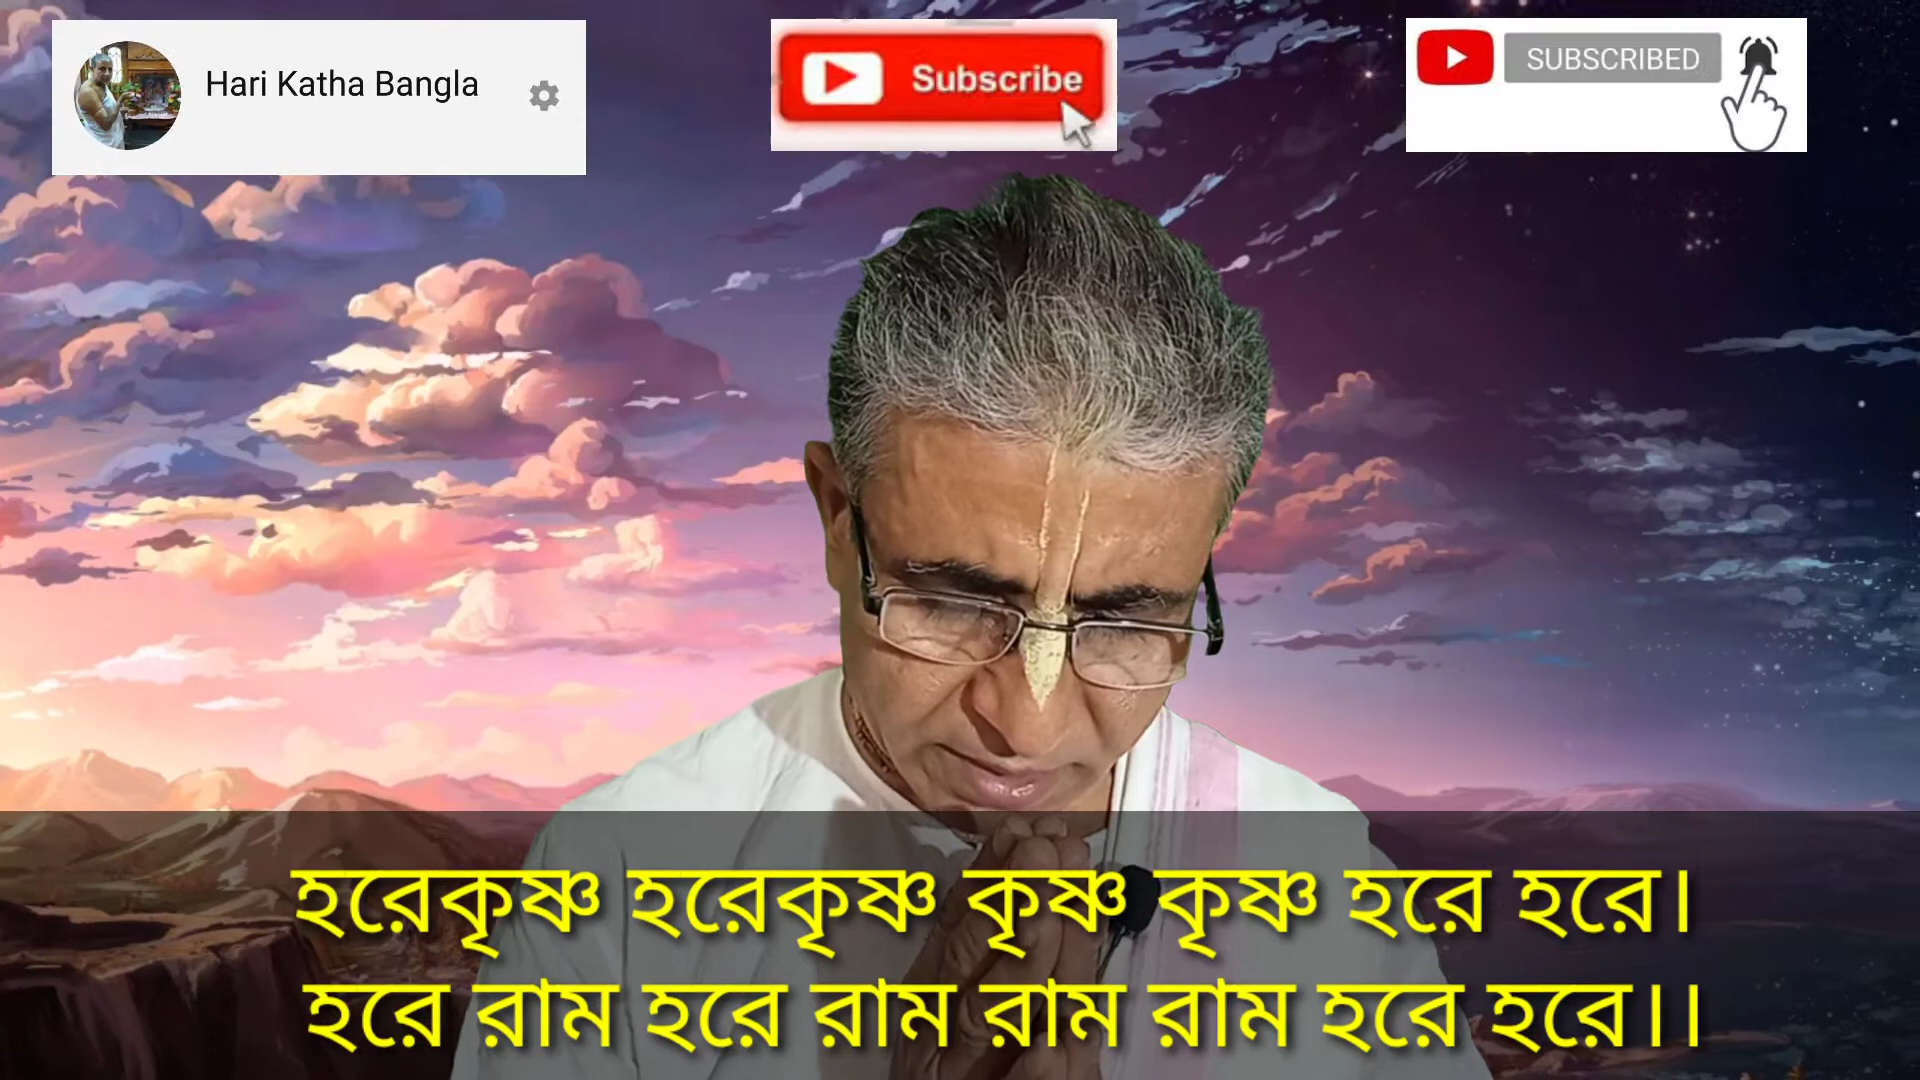 Hari Katha Bangla
Subscribe
SUBSCRIBED
হরেকৃষ্ণ হরেকৃষ্ণ কৃষ্ণ কৃষ্ণ হরে হরে।
হরে রাম হরে রাম রাম রাম হরে হরে।।